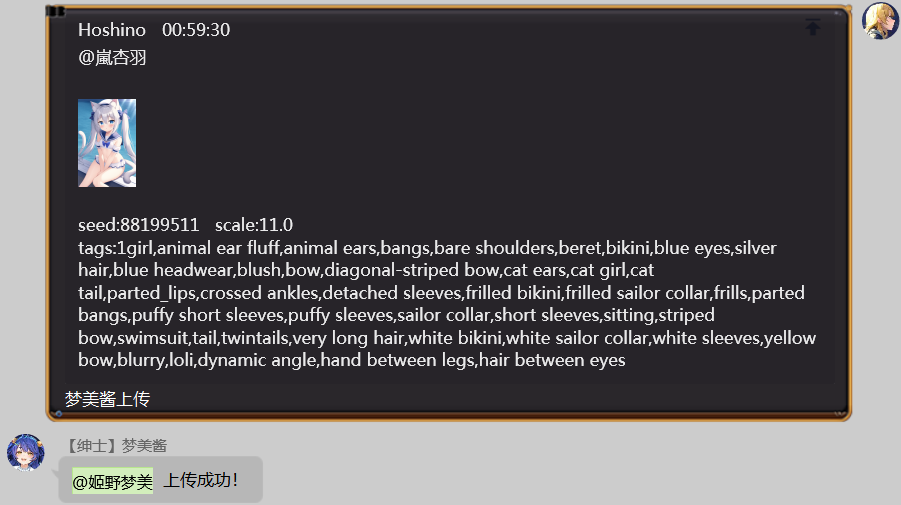 Hoshino 00:59:30
@嵐杏羽
seed:88199511 scale:11.0
tags:1girl,animal ear fluff,animal ears,bangs,bare shoulders,beret,bikini,blue eyes,silver
hair,blue headwear,blush,bow,diagonal-striped bow,cat ears,cat girl,cat
tail,parted_lips,crossed ankles,detached sleeves,frilled bikini,frilled sailor collar,frills,parted
bangs,puffy short sleeves,puffy sleeves,sailor collar,short sleeves,sitting,striped
bow,swimsuit,tail,twintails,very long hair,white bikini,white sailor collar,white sleeves,yellow
bow,blurry,loli,dynamic angle,hand between legs,hair between eyes
梦美酱上传
【绅士】梦美酱
@姬野梦美 上传成功！